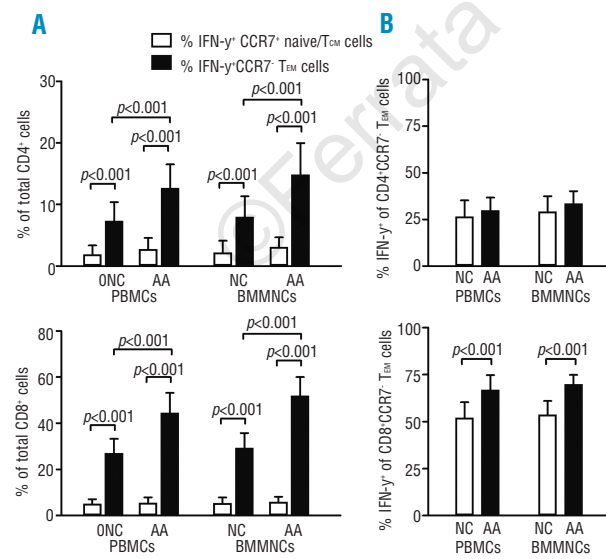 A
% IFN-y+ CCR7+ naive/TCM cells
% IFN-y+CCR7- TEM cells
% of total CD4+ cells
30
20
10
0
p<0.001
p<0.001
p<0.001
p<0.001
p<0.001
p<0.001
0NC AA NC AA
PBMCs BMMNCs
% of total CD8+ cells
80
60
40
20
0
p<0.001
p<0.001
p<0.001
p<0.001
p<0.001
p<0.001
0NC AA NC AA
PBMCs BMMNCs
B
% IFN-y+ of CD4+CCR7- TEM cells
100
75
50
25
0
NC AA NC AA
PBMCs BMMNCs
% IFN-y+ of CD8+CCR7- TEM cells
100
75
50
25
0
p<0.001 p<0.001
NC AA NC AA
PBMCs BMMNCs
©Ferrata